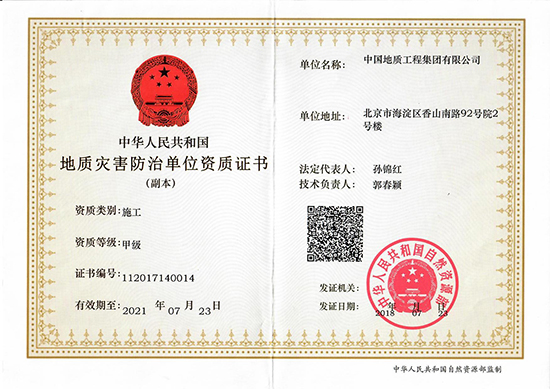 中华人民共和国
地质灾害防治单位资质证书
(副本)
资质类别: 施工
资质等级: 甲级
证书编号: 112017140014
有效期至: 2021 年 07 月 23 日
单位名称: 中国地质工程集团有限公司
单位地址: 北京市海淀区香山南路92号院2
号楼
法定代表人: 孙锦红
技术负责人: 郭春颖
中华人民共和国自然资源部
发证机关:
发证日期: 2018 年 07 月 23 日
中华人民共和国自然资源部监制